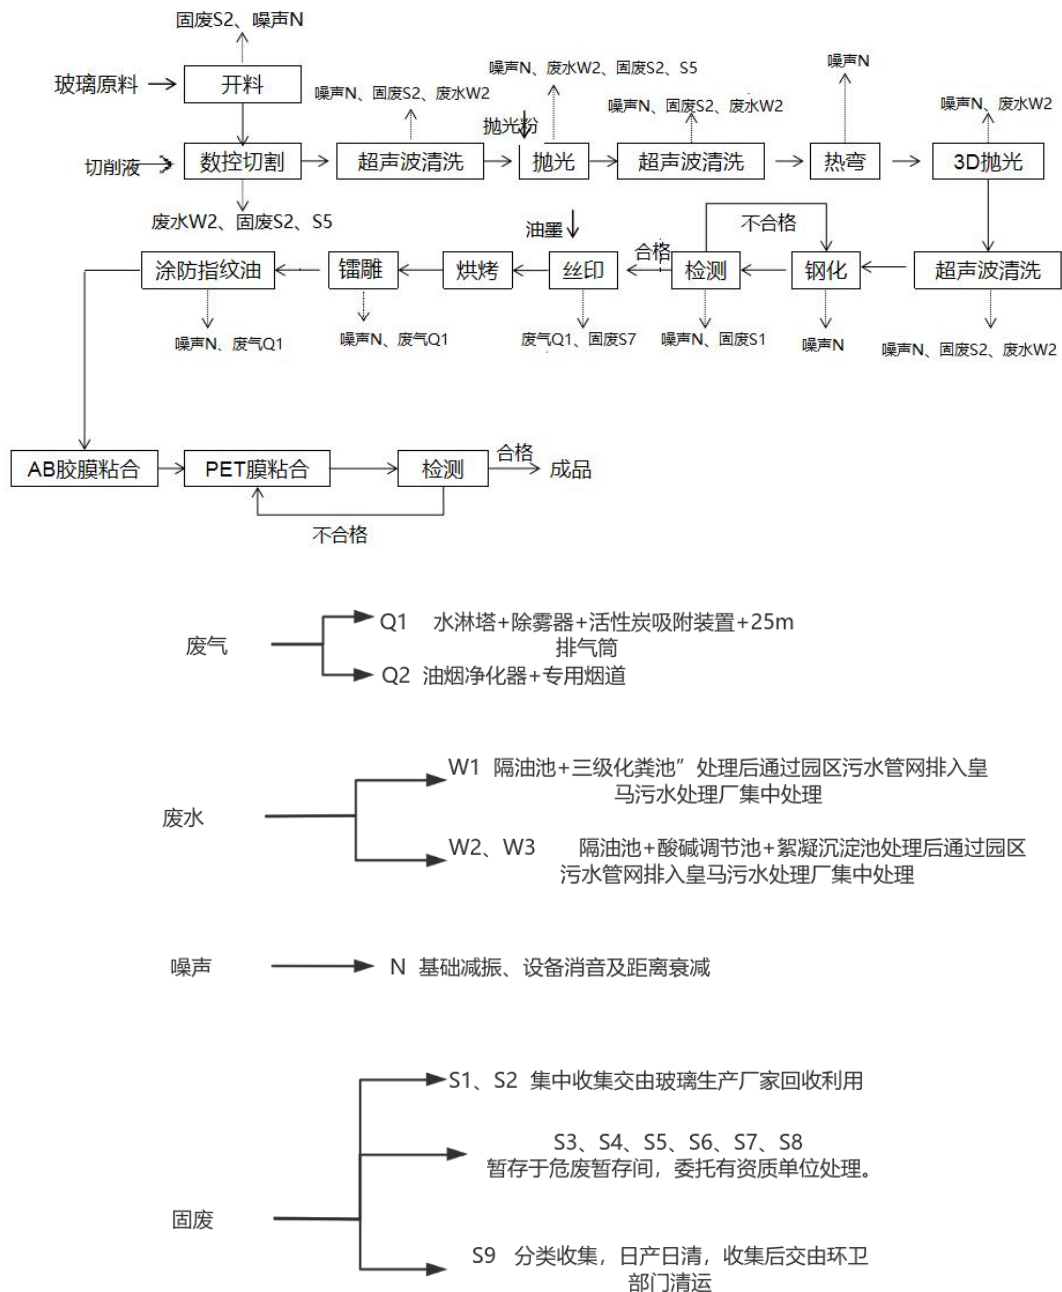 固废S2、噪声N
玻璃原料
开料
噪声N、固废S2、废水W2
噪声N、废水W2、固废S2、S5
噪声N、固废S2、废水W2
噪声N
噪声N、废水W2
抛光粉
切削液
数控切割
超声波清洗
抛光
超声波清洗
热弯
3D抛光
废水W2、固废S2、S5
油墨
合格
不合格
涂防指纹油
镭雕
烘烤
丝印
检测
钢化
超声波清洗
噪声N、废气Q1
噪声N、废气Q1
废气Q1、固废S7
噪声N、固废S1
噪声N
噪声N、固废S2、废水W2
AB胶膜粘合
PET膜粘合
检测
合格
成品
不合格
废气
Q1 水淋塔+除雾器+活性炭吸附装置+25m
排气筒
Q2 油烟净化器+专用烟道
废水
W1 隔油池+三级化粪池”处理后通过园区污水管网排入皇
马污水处理厂集中处理
W2、W3 隔油池+酸碱调节池+絮凝沉淀池处理后通过园区
污水管网排入皇马污水处理厂集中处理
噪声
N 基础减振、设备消音及距离衰减
固废
S1、S2 集中收集交由玻璃生产厂家回收利用
S3、S4、S5、S6、S7、S8
暂存于危废暂存间，委托有资质单位处理。
S9 分类收集，日产日清，收集后交由环卫
部门清运